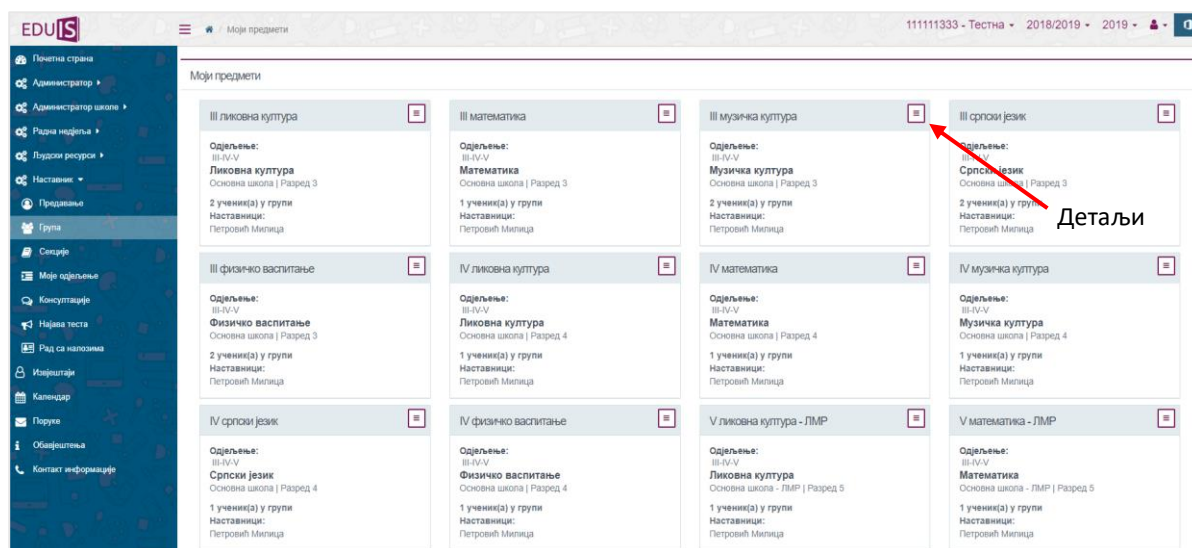 EDUIS
Моји предмети
111111333 - Тестна
2018/2019
2019
Почетна страна
Администратор
Администратор школе
Радна недјеља
Људски ресурси
Наставник
Предавање
Група
Секције
Моје одјељење
Консултације
Најава теста
Рад са налозима
Извјештаји
Календар
Поруке
Обавјештења
Контакт информације
Моји предмети
III ликовна култура
Одјељење:
III-IV-V
Ликовна култура
Основна школа | Разред 3
2 ученик(а) у групи
Наставници:
Петровић Милица
III математика
Одјељење:
III-IV-V
Математика
Основна школа | Разред 3
1 ученик(а) у групи
Наставници:
Петровић Милица
III музичка култура
Одјељење:
III-IV-V
Музичка култура
Основна школа | Разред 3
2 ученик(а) у групи
Наставници:
Петровић Милица
III српски језик
Одјељење:
III-IV-V
Српски језик
Основна школа | Разред 3
2 ученик(а) у групи
Наставници:
Петровић Милица
Детаљи
III физичко васпитање
Одјељење:
III-IV-V
Физичко васпитање
Основна школа | Разред 3
2 ученик(а) у групи
Наставници:
Петровић Милица
IV ликовна култура
Одјељење:
III-IV-V
Ликовна култура
Основна школа | Разред 4
1 ученик(а) у групи
Наставници:
Петровић Милица
IV математика
Одјељење:
III-IV-V
Математика
Основна школа | Разред 4
1 ученик(а) у групи
Наставници:
Петровић Милица
IV музичка култура
Одјељење:
III-IV-V
Музичка култура
Основна школа | Разред 4
1 ученик(а) у групи
Наставници:
Петровић Милица
IV српски језик
Одјељење:
III-IV-V
Српски језик
Основна школа | Разред 4
1 ученик(а) у групи
Наставници:
Петровић Милица
IV физичко васпитање
Одјељење:
III-IV-V
Физичко васпитање
Основна школа | Разред 4
1 ученик(а) у групи
Наставници:
Петровић Милица
V ликовна култура - ЛМР
Одјељење:
III-IV-V
Ликовна култура
Основна школа - ЛМР | Разред 5
1 ученик(а) у групи
Наставници:
Петровић Милица
V математика - ЛМР
Одјељење:
III-IV-V
Математика
Основна школа - ЛМР | Разред 5
1 ученик(а) у групи
Наставници:
Петровић Милица